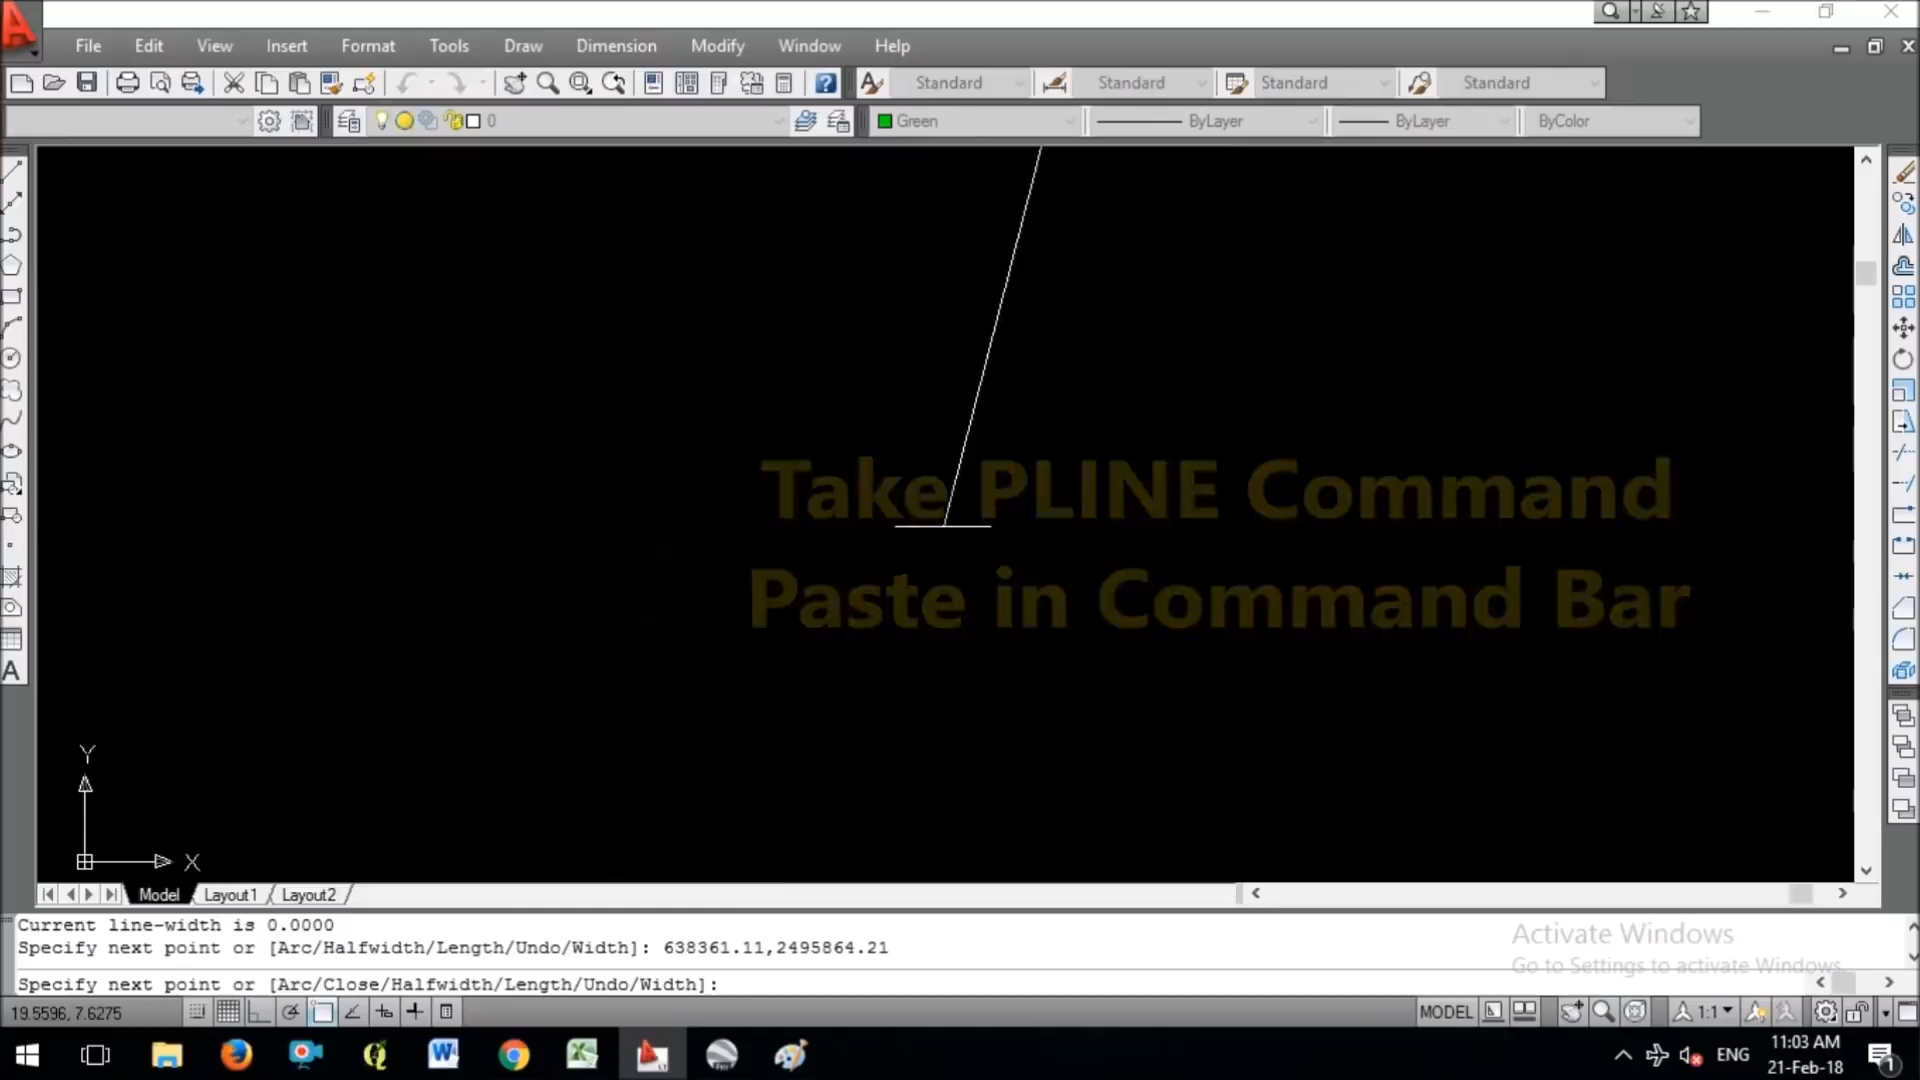 File Edit View Insert Format Tools Draw Dimension Modify Window Help
Standard Standard Standard Standard
0 Green ByLayer ByLayer ByColor
Take PLINE Command
Paste in Command Bar
Y
X
Model Layout1 Layout2
Current line-width is 0.0000
Specify next point or [Arc/Halfwidth/Length/Undo/Width]: 638361.11,2495864.21
Activate Windows
Go to Settings to activate Windows.
Specify next point or [Arc/Close/Halfwidth/Length/Undo/Width]:
19.5596, 7.6275 MODEL 1:1
11:03 AM
ENG
21-Feb-18
1